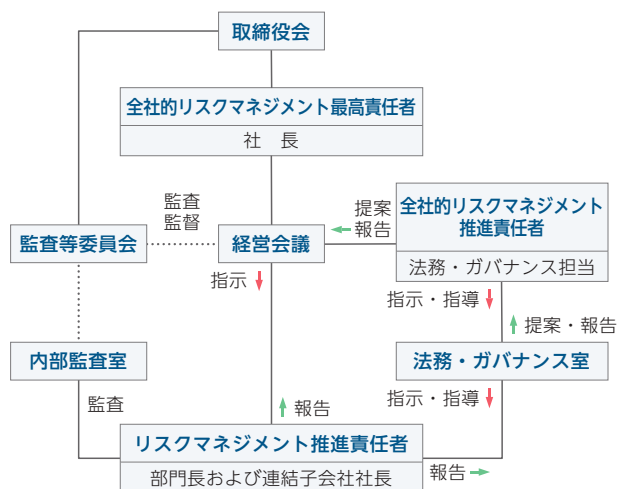 取締役会
全社的リスクマネジメント最高責任者
社　長
監査
監督
提案
報告
全社的リスクマネジメント
推進責任者
法務・ガバナンス担当
監査等委員会
経営会議
指示
指示・指導
提案・報告
内部監査室
法務・ガバナンス室
監査
報告
指示・指導
リスクマネジメント推進責任者
部門長および連結子会社社長
報告